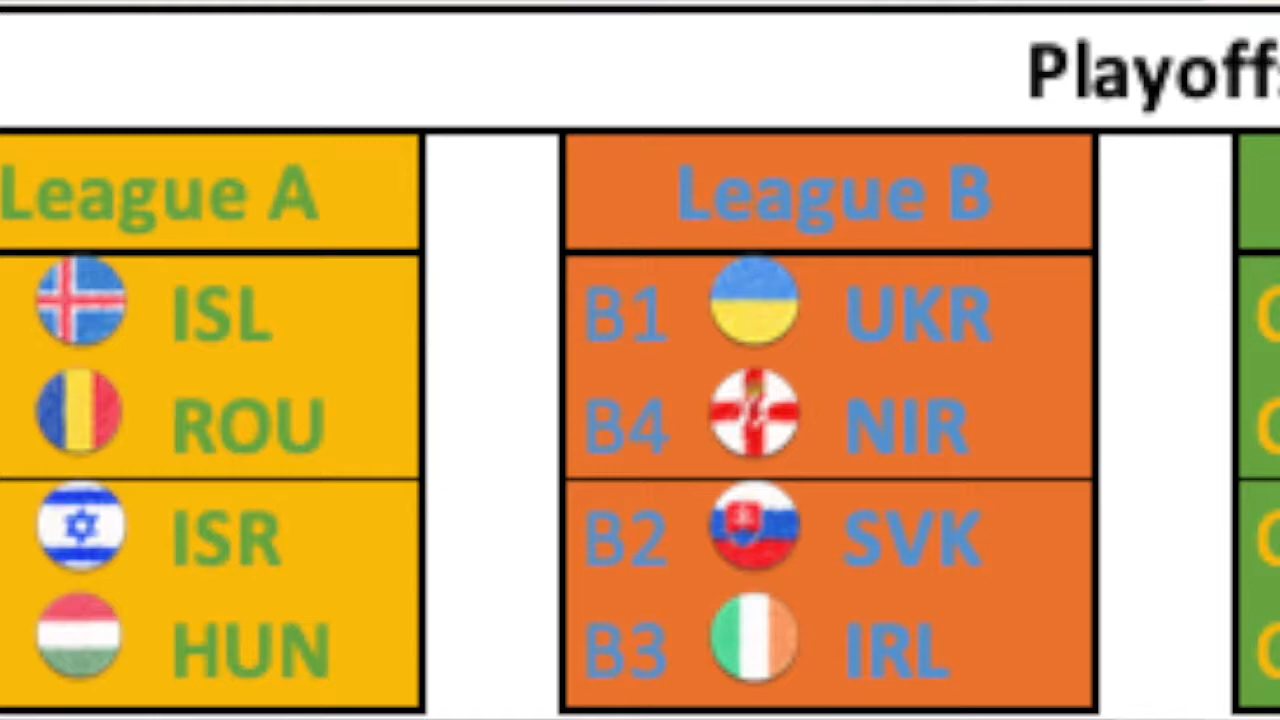 Playoff
League A
ISL
ROU
ISR
HUN
League B
B1 UKR
B4 NIR
B2 SVK
B3 IRL